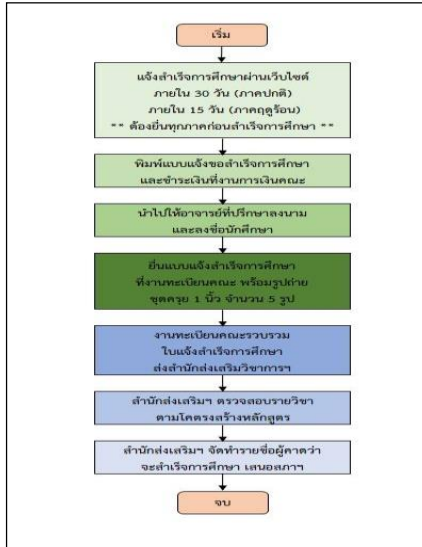 เริ่ม
แจ้งสำเร็จการศึกษาผ่านเว็บไซต์
ภายใน 30 วัน (ภาคปกติ)
ภายใน 15 วัน (ภาคฤดูร้อน)
** ต้องยื่นทุกภาคก่อนสำเร็จการศึกษา **
พิมพ์แบบแจ้งขอสำเร็จการศึกษา
และชำระเงินที่งานการเงินคณะ
นำไปให้อาจารย์ที่ปรึกษาลงนาม
และลงชื่อนักศึกษา
ยื่นแบบแจ้งสำเร็จการศึกษา
ที่งานทะเบียนคณะ พร้อมรูปถ่าย
ชุดครุย 1 นิ้ว จำนวน 5 รูป
งานทะเบียนคณะรวบรวม
ใบแจ้งสำเร็จการศึกษา
ส่งสำนักส่งเสริมวิชาการฯ
สำนักส่งเสริมฯ ตรวจสอบรายวิชา
ตามโครงสร้างหลักสูตร
สำนักส่งเสริมฯ จัดทำรายชื่อผู้คาดว่า
จะสำเร็จการศึกษา เสนอสภาฯ
จบ